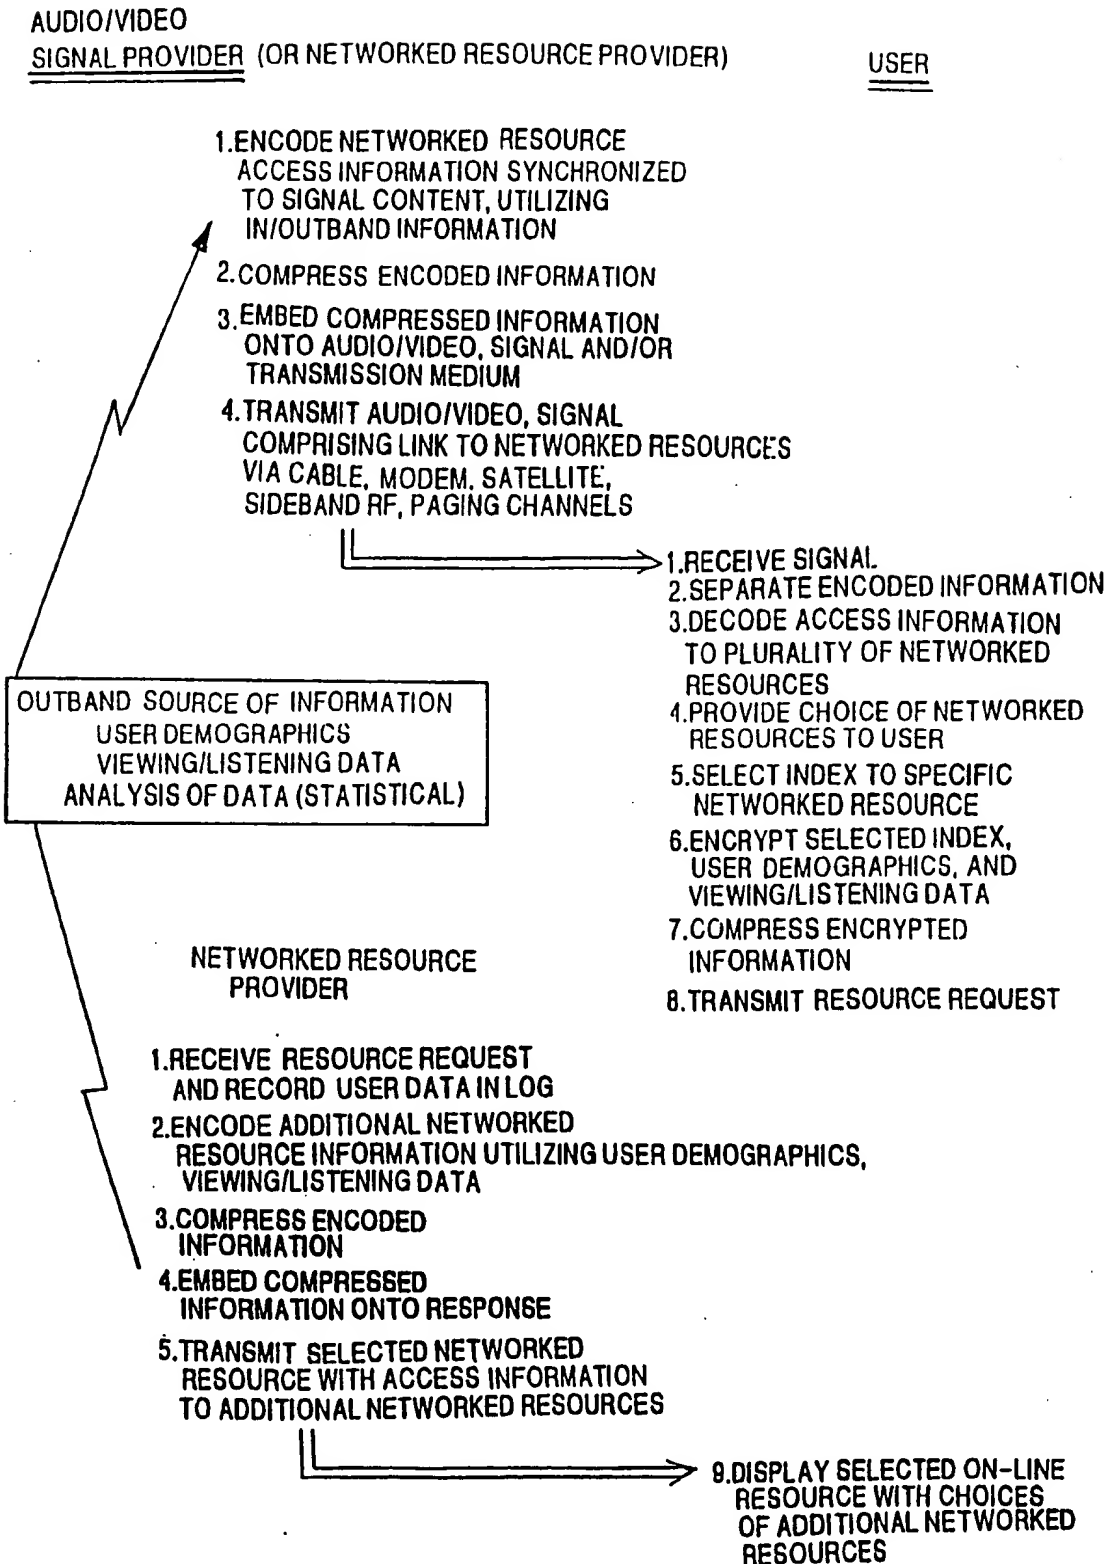 AUDIO/VIDEO
SIGNAL PROVIDER (OR NETWORKED RESOURCE PROVIDER)
USER
1.ENCODE NETWORKED RESOURCE
ACCESS INFORMATION SYNCHRONIZED
TO SIGNAL CONTENT, UTILIZING
IN/OUTBAND INFORMATION
2.COMPRESS ENCODED INFORMATION
3.EMBED COMPRESSED INFORMATION
ONTO AUDIO/VIDEO, SIGNAL AND/OR
TRANSMISSION MEDIUM
4.TRANSMIT AUDIO/VIDEO, SIGNAL
COMPRISING LINK TO NETWORKED RESOURCES
VIA CABLE, MODEM, SATELLITE,
SIDEBAND RF, PAGING CHANNELS
1.RECEIVE SIGNAL
2.SEPARATE ENCODED INFORMATION
3.DECODE ACCESS INFORMATION
TO PLURALITY OF NETWORKED
RESOURCES
4.PROVIDE CHOICE OF NETWORKED
RESOURCES TO USER
5.SELECT INDEX TO SPECIFIC
NETWORKED RESOURCE
6.ENCRYPT SELECTED INDEX,
USER DEMOGRAPHICS, AND
VIEWING/LISTENING DATA
7.COMPRESS ENCRYPTED
INFORMATION
8.TRANSMIT RESOURCE REQUEST
OUTBAND SOURCE OF INFORMATION
USER DEMOGRAPHICS
VIEWING/LISTENING DATA
ANALYSIS OF DATA (STATISTICAL)
NETWORKED RESOURCE
PROVIDER
1.RECEIVE RESOURCE REQUEST
AND RECORD USER DATA IN LOG
2.ENCODE ADDITIONAL NETWORKED
RESOURCE INFORMATION UTILIZING USER DEMOGRAPHICS,
VIEWING/LISTENING DATA
3.COMPRESS ENCODED
INFORMATION
4.EMBED COMPRESSED
INFORMATION ONTO RESPONSE
5.TRANSMIT SELECTED NETWORKED
RESOURCE WITH ACCESS INFORMATION
TO ADDITIONAL NETWORKED RESOURCES
9.DISPLAY SELECTED ON-LINE
RESOURCE WITH CHOICES
OF ADDITIONAL NETWORKED
RESOURCES